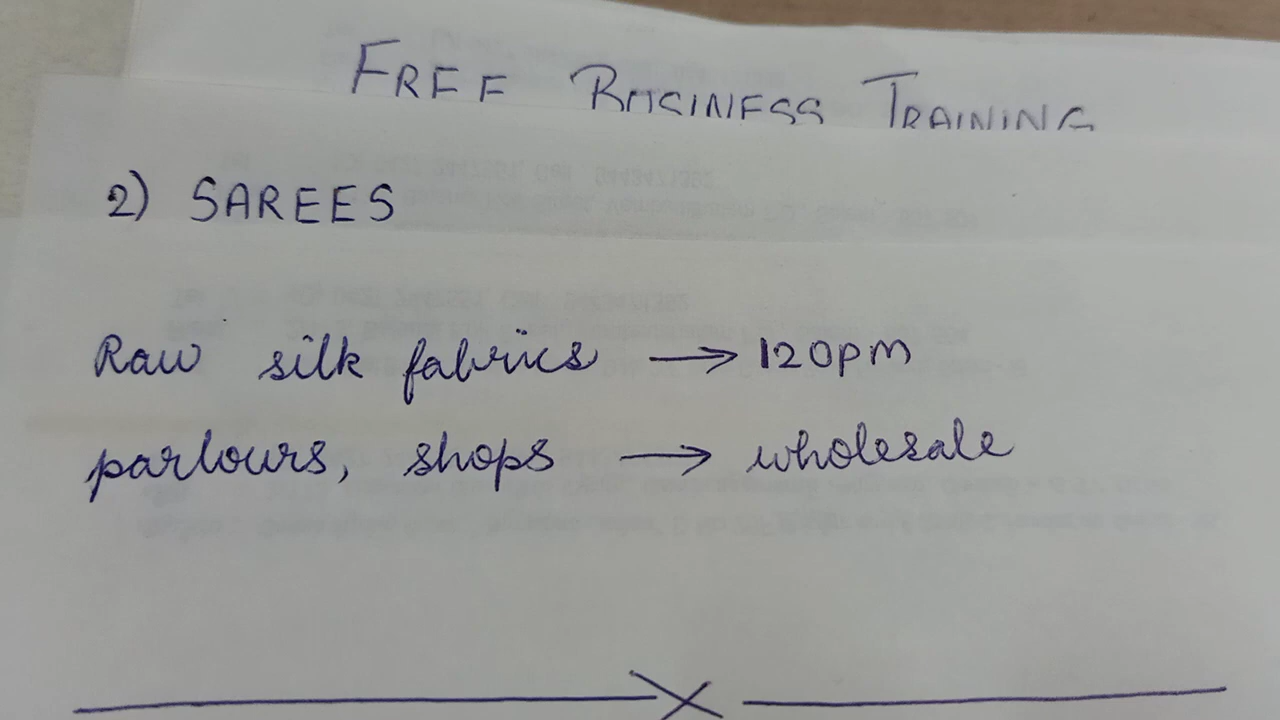 FREE BUSINESS TRAINING
2) SAREES
Raw silk fabrics → 120pm
parlours, shops → wholesale